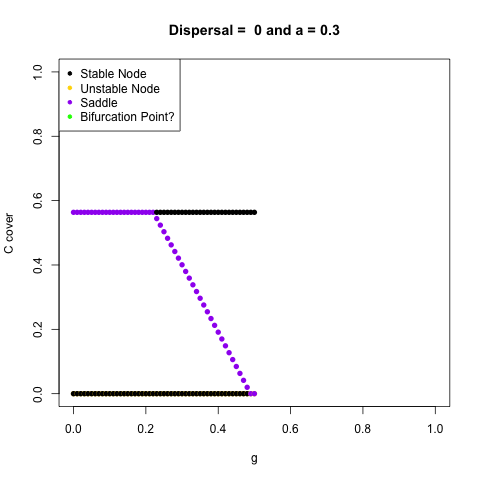 Dispersal =  0 and a = 0.3
Stable Node
Unstable Node
Saddle
Bifurcation Point?
1.0
0.8
0.6
0.4
0.2
0.0
C cover
0.0 0.2 0.4 0.6 0.8 1.0
g